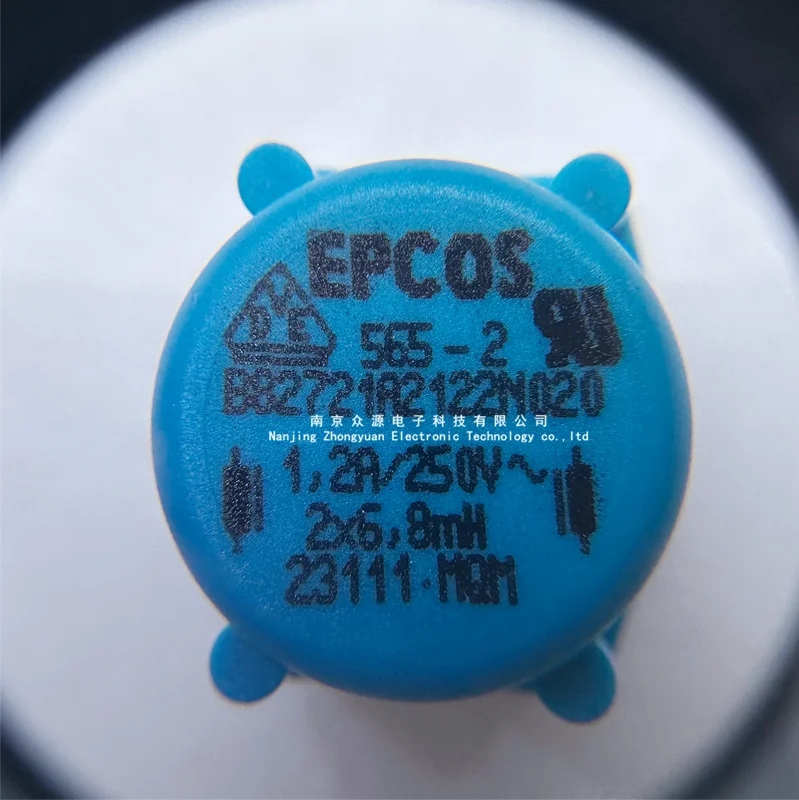 EPCOS
DVE
565-2
B82721A2122N020
南京众源电子科技有限公司
Nanjing Zhongyuan Electronic Technology co.,ltd
1,2A/250V~
2x6,8mH
23111·MQM